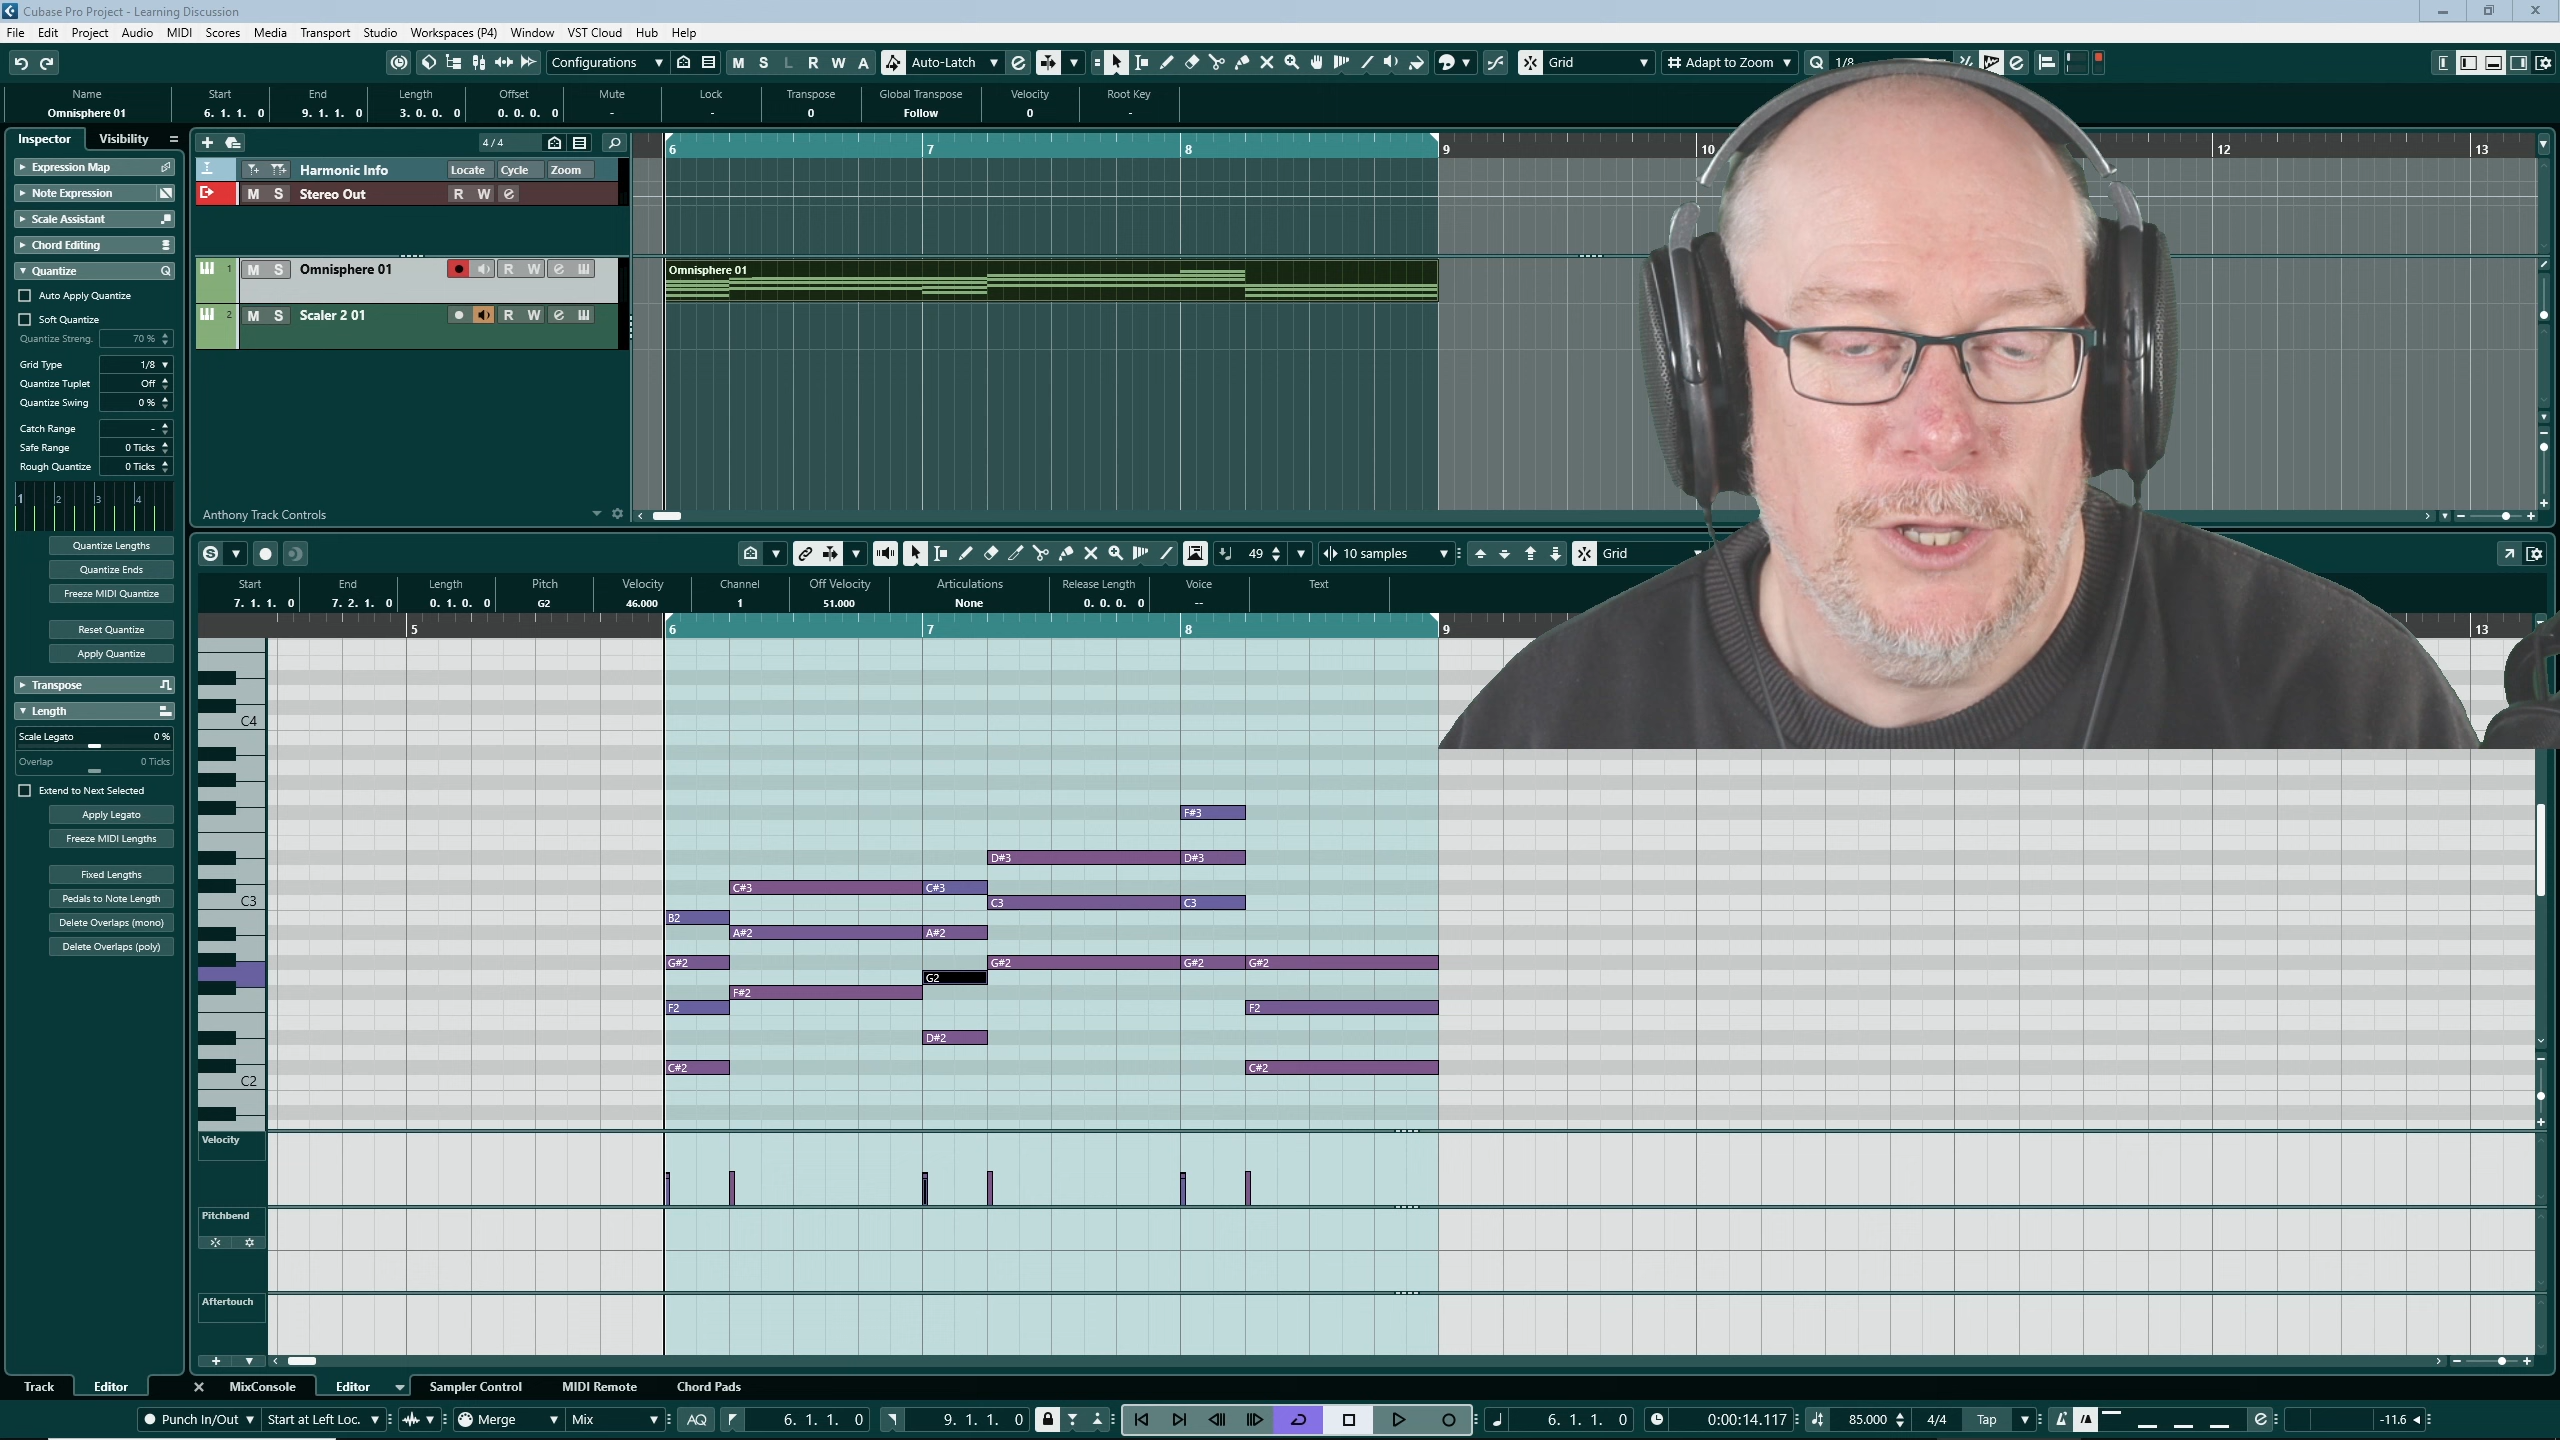 Cubase Pro Project - Learning Discussion
File Edit Project Audio MIDI Scores Media Transport Studio Workspaces (P4) Window VST Cloud Hub Help
Configurations M S L R W A Auto-Latch Grid Adapt to Zoom Q 1/8
Name Start End Length Offset Mute Lock Transpose Global Transpose Velocity Root Key
Omnisphere 01 6. 1. 1. 0 9. 1. 1. 0 3. 0. 0. 0 0. 0. 0. 0 - - 0 Follow 0 -
Inspector Visibility
4/4
6 7 8 9 10 12 13
Expression Map
Note Expression
Scale Assistant
Chord Editing
Quantize Q
Auto Apply Quantize
Soft Quantize
Quantize Streng. 70 %
Grid Type 1/8
Quantize Tuplet Off
Quantize Swing 0 %
Catch Range -
Safe Range 0 Ticks
Rough Quantize 0 Ticks
1 2 3 4
Quantize Lengths
Quantize Ends
Freeze MIDI Quantize
Reset Quantize
Apply Quantize
Transpose
Length
Scale Legato 0 %
Overlap 0 Ticks
Extend to Next Selected
Apply Legato
Freeze MIDI Lengths
Fixed Lengths
Pedals to Note Length
Delete Overlaps (mono)
Delete Overlaps (poly)
Harmonic Info Locate Cycle Zoom
M S Stereo Out R W e
1 M S Omnisphere 01 R W e
2 M S Scaler 2 01 R W e
Omnisphere 01
Anthony Track Controls
S 49 10 samples Grid
Start End Length Pitch Velocity Channel Off Velocity Articulations Release Length Voice Text
7. 1. 1. 0 7. 2. 1. 0 0. 1. 0. 0 G2 46.000 1 51.000 None 0. 0. 0. 0 --
5 6 7 8 9 13
C4
F#3
D#3 D#3
C#3 C#3
C3 C3 C3
B2
A#2 A#2
G#2 G#2 G#2 G#2
G2
F#2
F2 F2
D#2
C#2 C#2
C2
Velocity
Pitchbend
Aftertouch
Track Editor MixConsole Editor Sampler Control MIDI Remote Chord Pads
Punch In/Out Start at Left Loc. Merge Mix AQ 6. 1. 1. 0 9. 1. 1. 0 6. 1. 1. 0 0:00:14.117 85.000 4/4 Tap -11.6